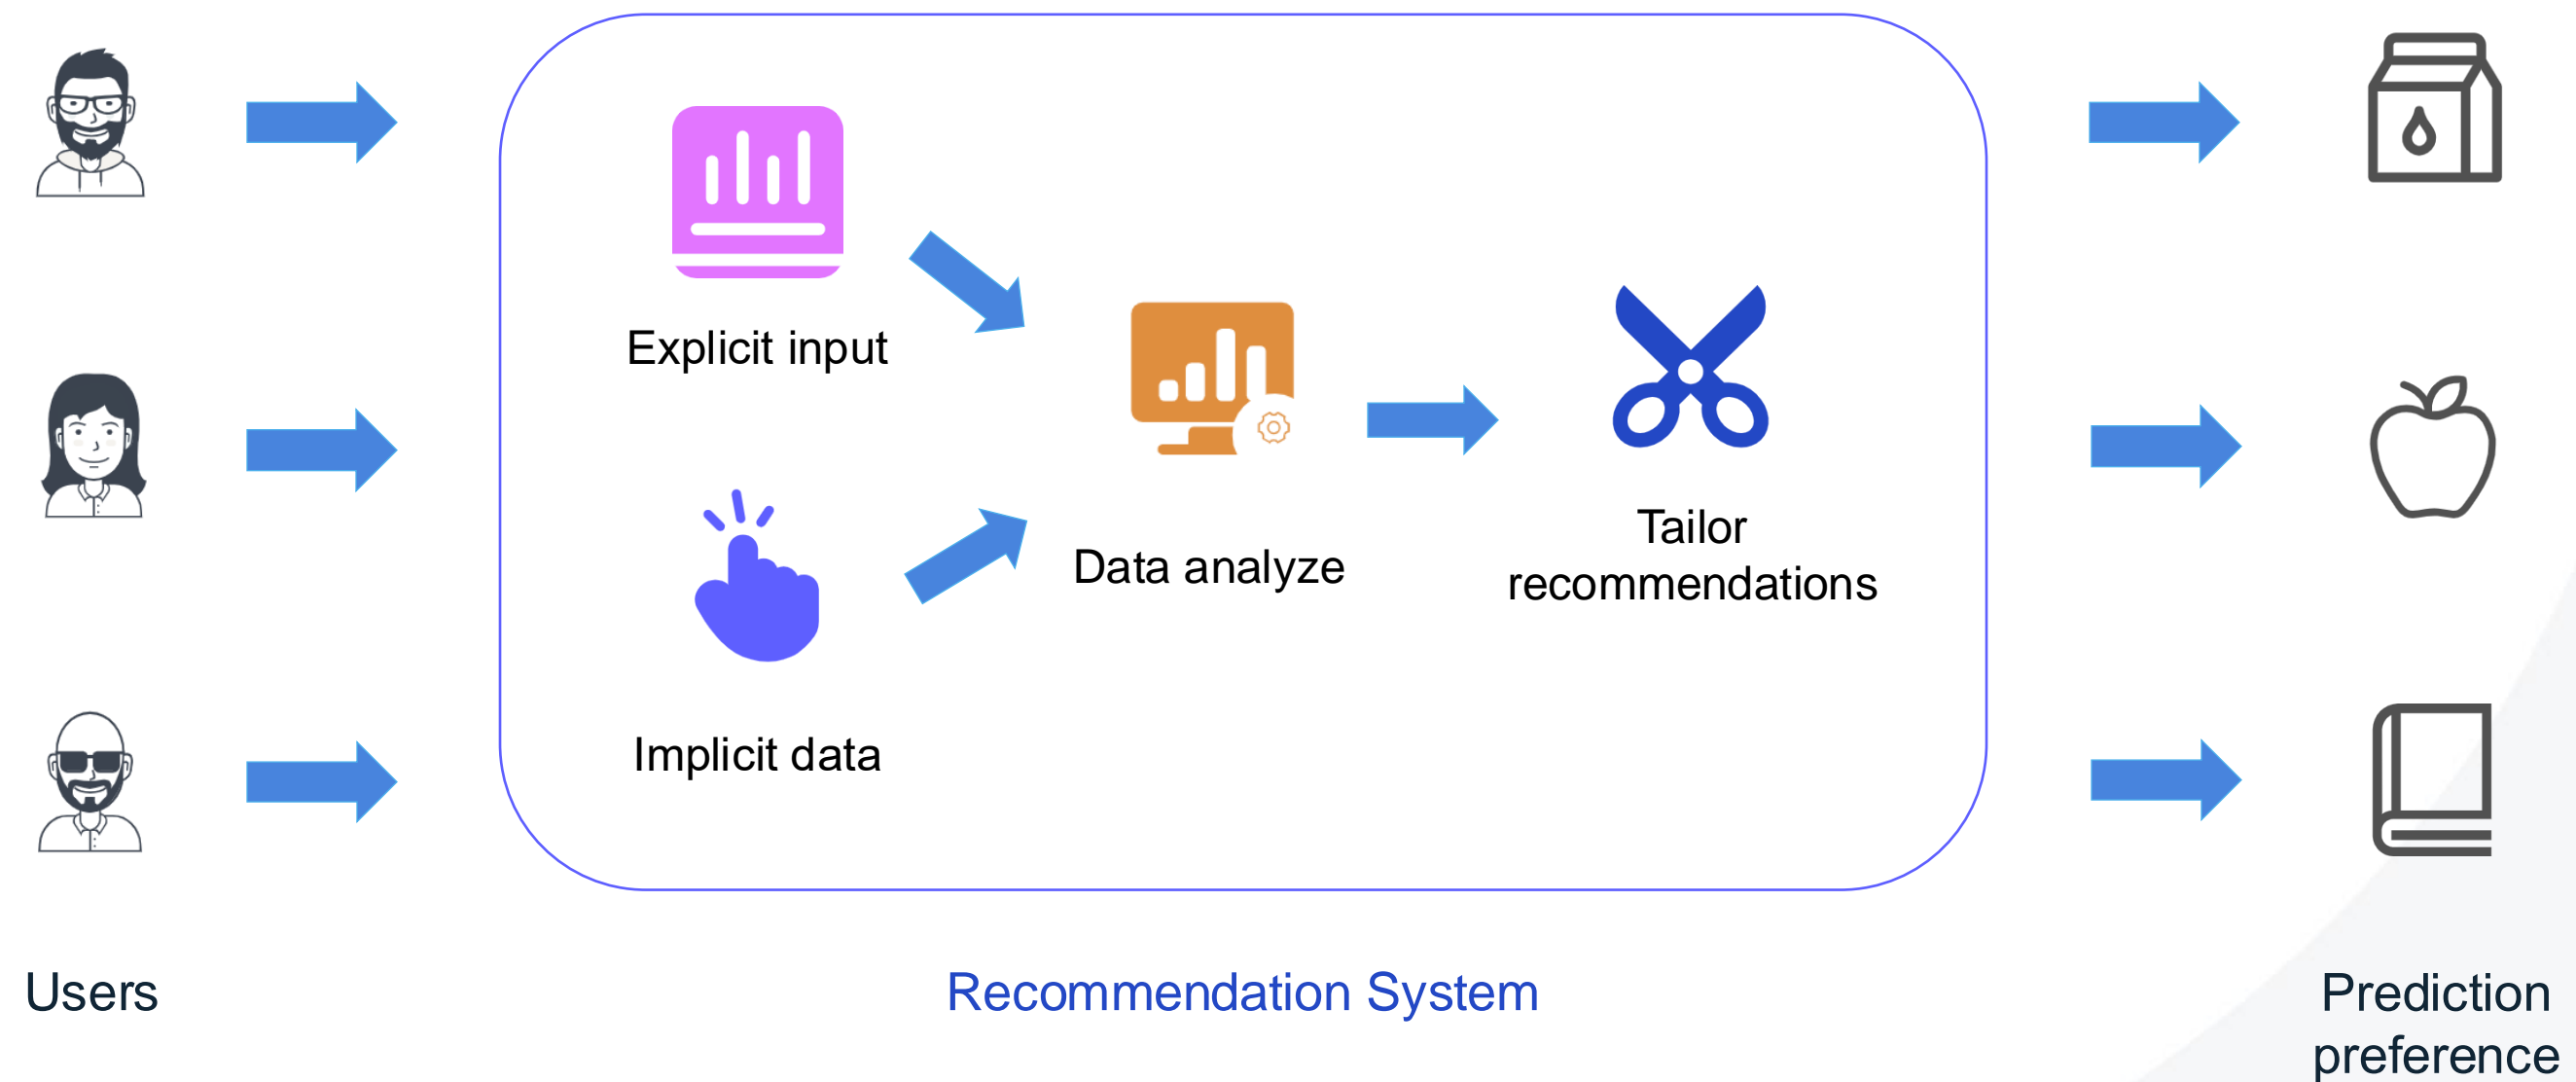 Explicit input
Implicit data
Data analyze
Tailor
recommendations
Users
Recommendation System
Prediction
preference